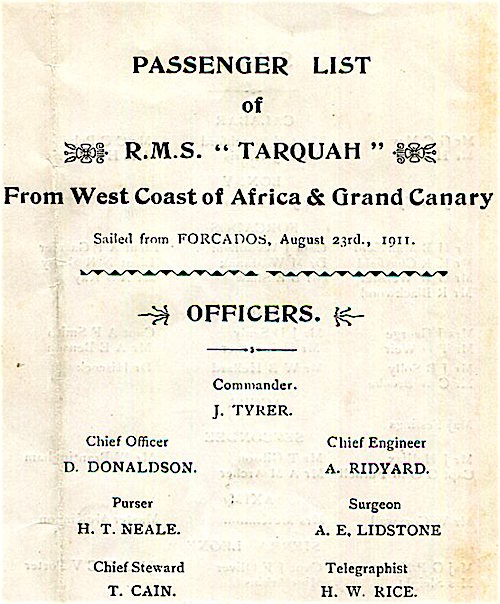 PASSENGER LIST
of
R.M.S. "TARQUAH"
From West Coast of Africa & Grand Canary
Sailed from FORCADOS, August 23rd., 1911.
OFFICERS.
Commander.
J. TYRER.
Chief Officer
D. DONALDSON.
Chief Engineer
A. RIDYARD.
Purser
H. T. NEALE.
Surgeon
A. E. LIDSTONE
Chief Steward
T. CAIN.
Telegraphist
H. W. RICE.